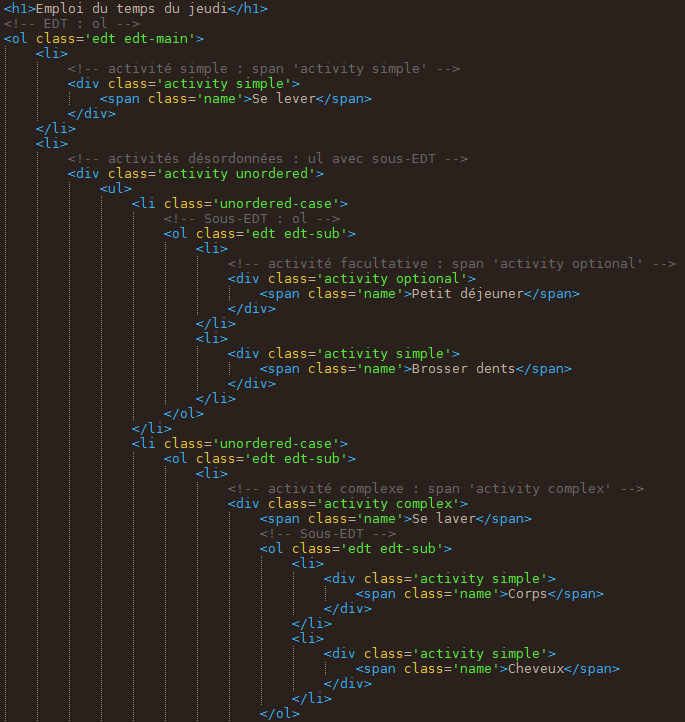 <h1>Emploi du temps du jeudi</h1>
<!-- EDT : ol -->
<ol class='edt edt-main'>
<li>
<!-- activité simple : span 'activity simple' -->
<div class='activity simple'>
<span class='name'>Se lever</span>
</div>
</li>
<li>
<!-- activités désordonnées : ul avec sous-EDT -->
<div class='activity unordered'>
<ul>
<li class='unordered-case'>
<!-- Sous-EDT : ol -->
<ol class='edt edt-sub'>
<li>
<!-- activité facultative : span 'activity optional' -->
<div class='activity optional'>
<span class='name'>Petit déjeuner</span>
</div>
</li>
<li>
<div class='activity simple'>
<span class='name'>Brosser dents</span>
</div>
</li>
</ol>
</li>
<li class='unordered-case'>
<ol class='edt edt-sub'>
<li>
<!-- activité complexe : span 'activity complex' -->
<div class='activity complex'>
<span class='name'>Se laver</span>
<!-- Sous-EDT -->
<ol class='edt edt-sub'>
<li>
<div class='activity simple'>
<span class='name'>Corps</span>
</div>
</li>
<li>
<div class='activity simple'>
<span class='name'>Cheveux</span>
</div>
</li>
</ol>